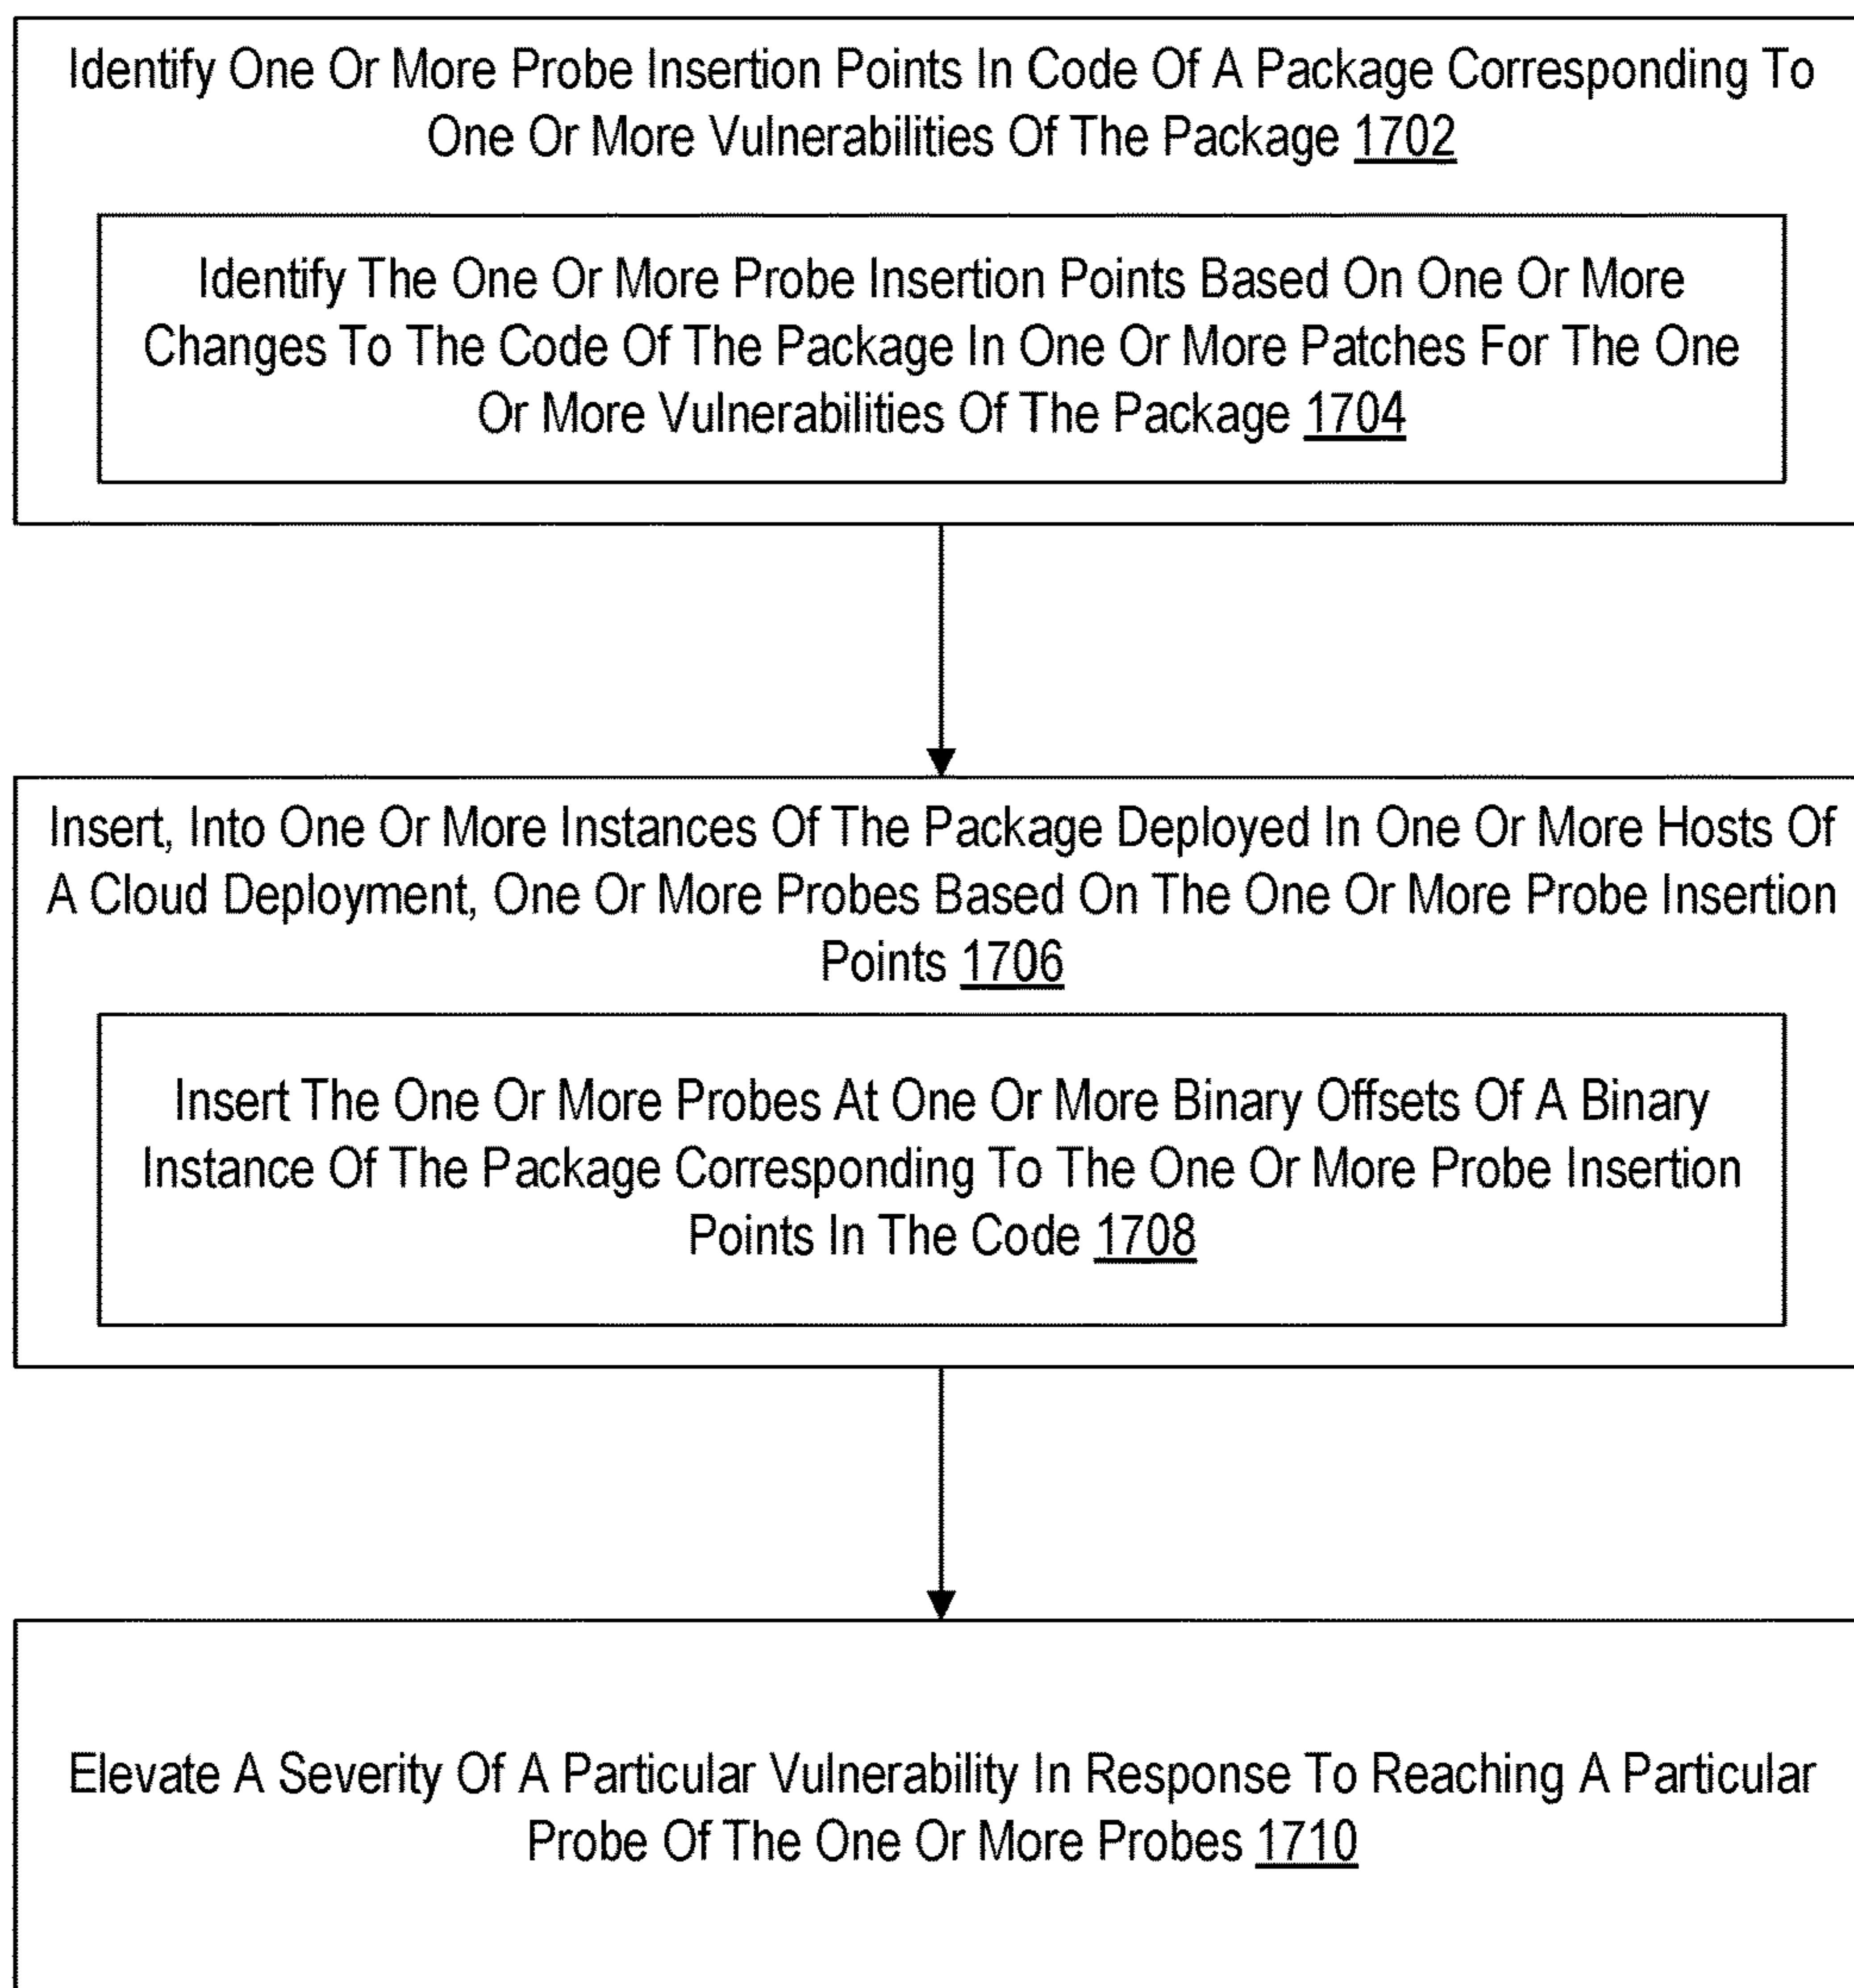 Identify One Or More Probe Insertion Points In Code Of A Package Corresponding To
One Or More Vulnerabilities Of The Package 1702
Identify The One Or More Probe Insertion Points Based On One Or More
Changes To The Code Of The Package In One Or More Patches For The One
Or More Vulnerabilities Of The Package 1704
Insert, Into One Or More Instances Of The Package Deployed In One Or More Hosts Of
A Cloud Deployment, One Or More Probes Based On The One Or More Probe Insertion
Points 1706
Insert The One Or More Probes At One Or More Binary Offsets Of A Binary
Instance Of The Package Corresponding To The One Or More Probe Insertion
Points In The Code 1708
Elevate A Severity Of A Particular Vulnerability In Response To Reaching A Particular
Probe Of The One Or More Probes 1710